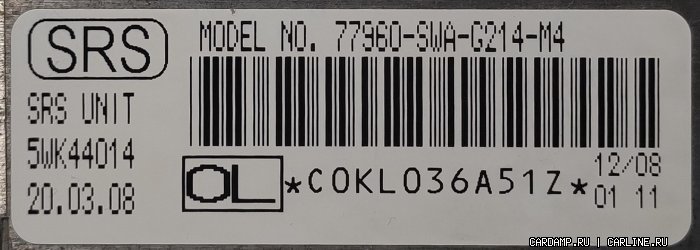 SRS
MODEL NO. 77960-SWA-G214-M4
SRS UNIT
5WK44014
20.03.08
OL
*C0KL036A51Z*
12/08
01 11
CARDAMP.RU | CARLINE.RU